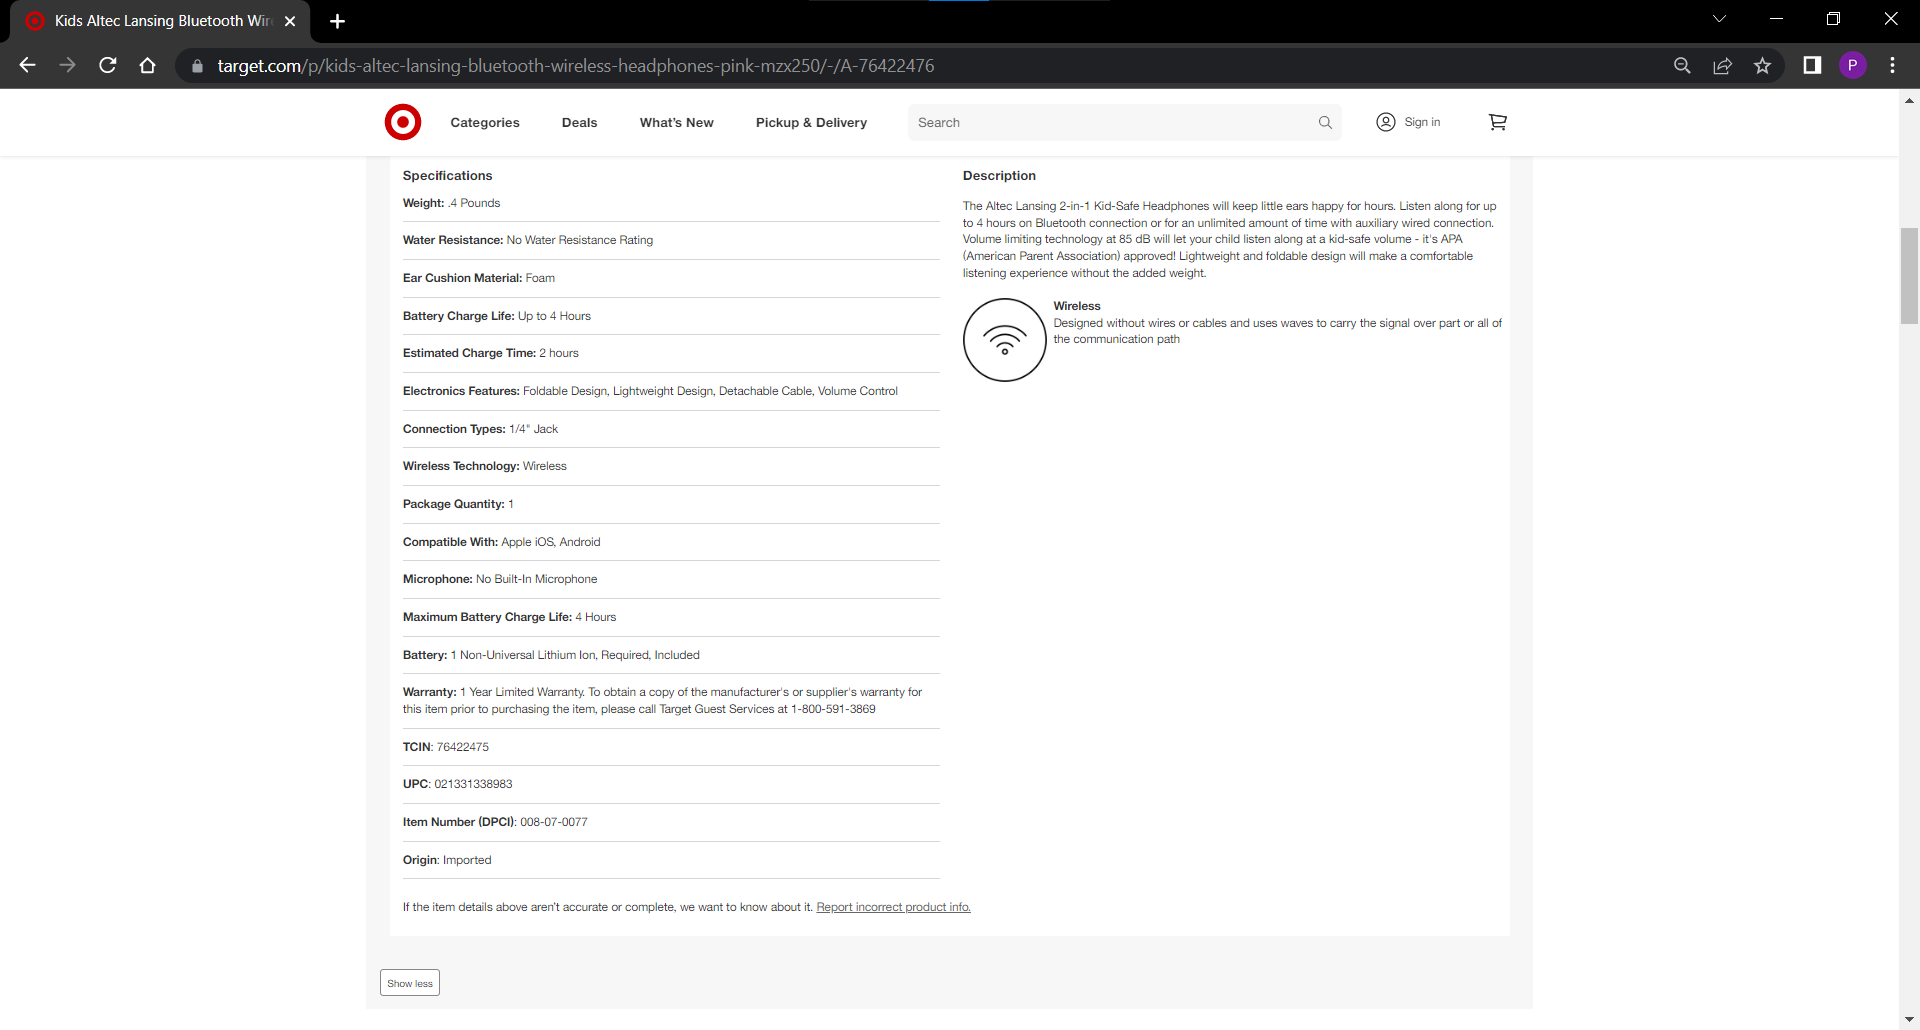 Kids Altec Lansing Bluetooth Wir
target.com/p/kids-altec-lansing-bluetooth-wireless-headphones-pink-mzx250/-/A-76422476
P
Categories
Deals
What's New
Pickup & Delivery
Search
Sign in
Specifications
Weight: .4 Pounds
Water Resistance: No Water Resistance Rating
Ear Cushion Material: Foam
Battery Charge Life: Up to 4 Hours
Estimated Charge Time: 2 hours
Electronics Features: Foldable Design, Lightweight Design, Detachable Cable, Volume Control
Connection Types: 1/4" Jack
Wireless Technology: Wireless
Package Quantity: 1
Compatible With: Apple iOS, Android
Microphone: No Built-In Microphone
Maximum Battery Charge Life: 4 Hours
Battery: 1 Non-Universal Lithium Ion, Required, Included
Warranty: 1 Year Limited Warranty. To obtain a copy of the manufacturer's or supplier's warranty for
this item prior to purchasing the item, please call Target Guest Services at 1-800-591-3869
TCIN: 76422475
UPC: 021331338983
Item Number (DPCI): 008-07-0077
Origin: Imported
Description
The Altec Lansing 2-in-1 Kid-Safe Headphones will keep little ears happy for hours. Listen along for up
to 4 hours on Bluetooth connection or for an unlimited amount of time with auxiliary wired connection.
Volume limiting technology at 85 dB will let your child listen along at a kid-safe volume - it's APA
(American Parent Association) approved! Lightweight and foldable design will make a comfortable
listening experience without the added weight.
Wireless
Designed without wires or cables and uses waves to carry the signal over part or all of
the communication path
If the item details above aren't accurate or complete, we want to know about it. Report incorrect product info.
Show less